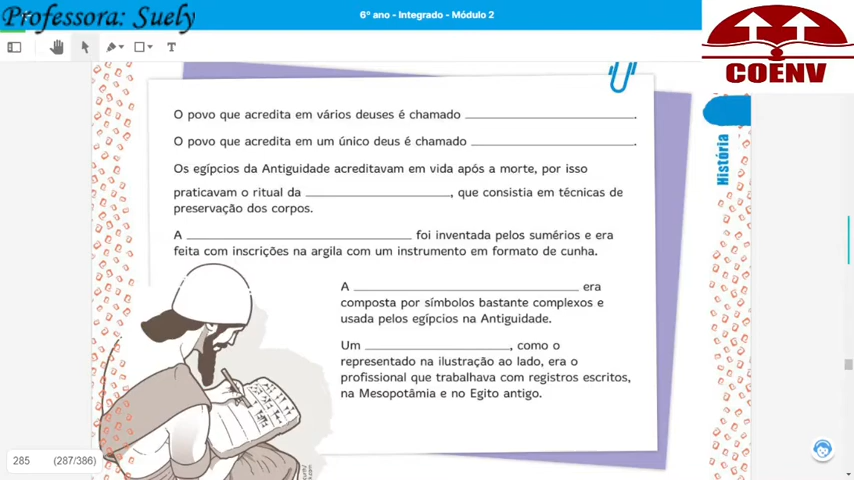 Professora: Suely
6º ano - Integrado - Módulo 2
COENV
T
História
O povo que acredita em vários deuses é chamado ____________________.
O povo que acredita em um único deus é chamado ____________________.
Os egípcios da Antiguidade acreditavam em vida após a morte, por isso
praticavam o ritual da ____________________, que consistia em técnicas de
preservação dos corpos.
A ____________________ foi inventada pelos sumérios e era
feita com inscrições na argila com um instrumento em formato de cunha.
A ____________________ era
composta por símbolos bastante complexos e
usada pelos egípcios na Antiguidade.
Um ____________________, como o
representado na ilustração ao lado, era o
profissional que trabalhava com registros escritos,
na Mesopotâmia e no Egito antigo.
285 (287/386)